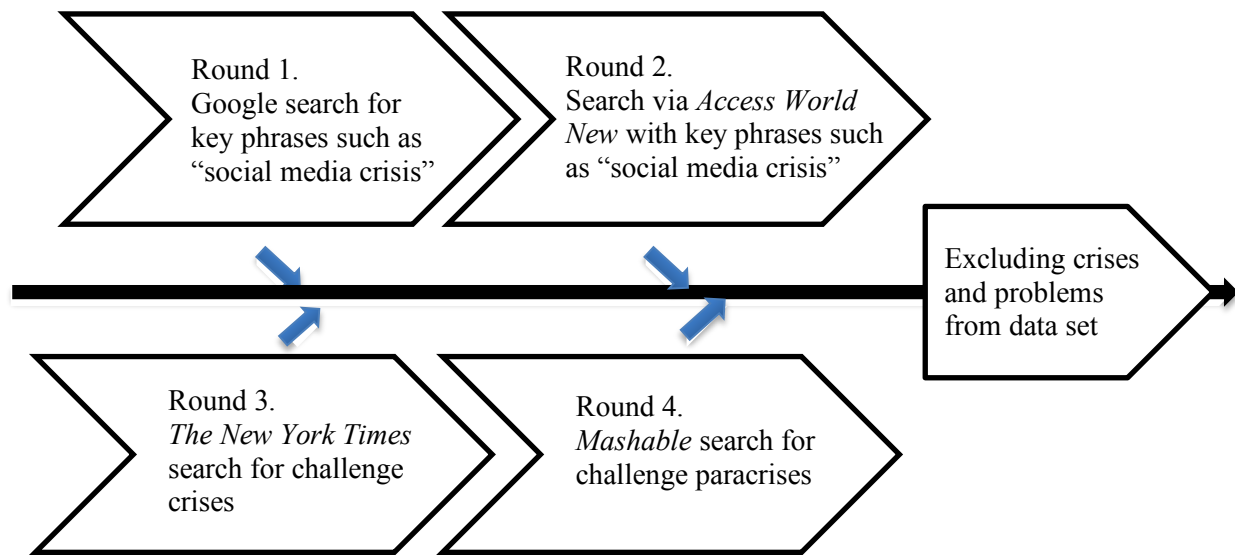 Round 1.
Google search for
key phrases such as
“social media crisis”
Round 2.
Search via Access World
New with key phrases such
as “social media crisis”
Excluding crises
and problems
from data set
Round 3.
The New York Times
search for challenge
crises
Round 4.
Mashable search for
challenge paracrises